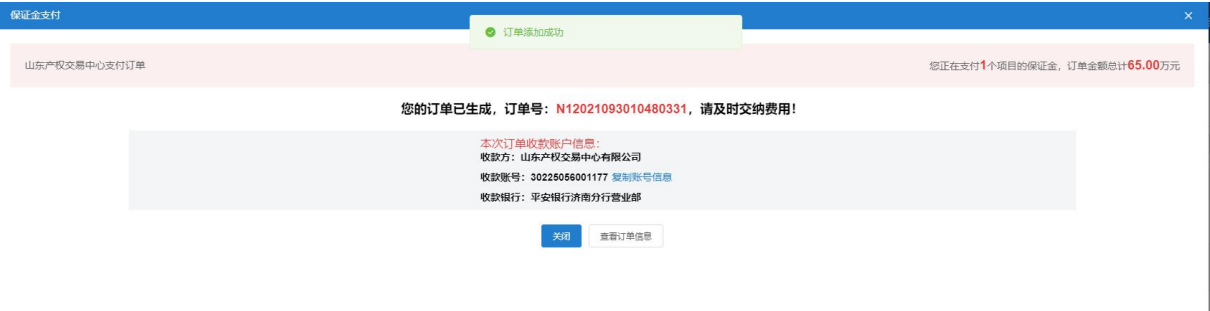 保证金支付
订单添加成功
山东产权交易中心支付订单
您正在支付1个项目的保证金，订单金额总计65.00万元
您的订单已生成，订单号：N12021093010480331，请及时交纳费用！
本次订单收款账户信息：
收款方：山东产权交易中心有限公司
收款账号：30225056001177 复制账号信息
收款银行：平安银行济南分行营业部
关闭 查看订单信息